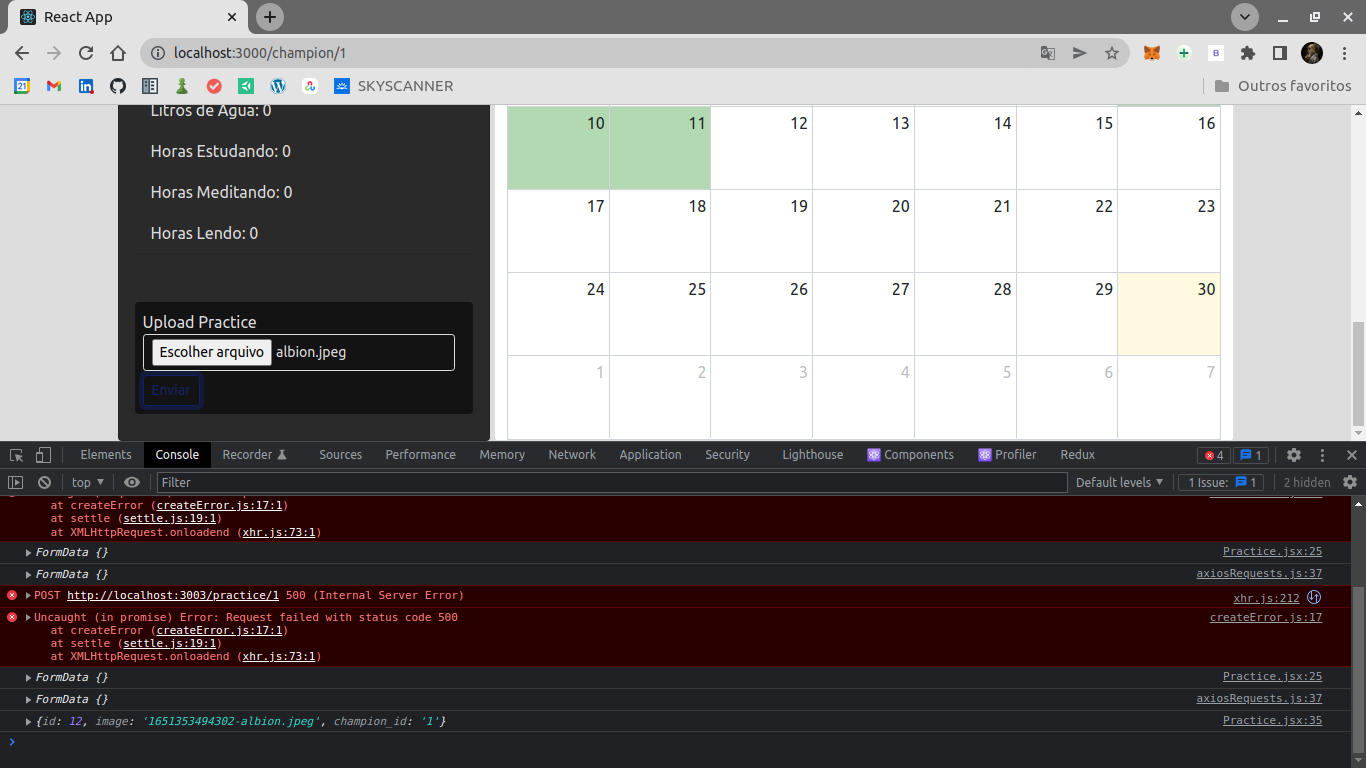 React App
localhost:3000/champion/1
21
SKYSCANNER
Outros favoritos
Litros de Agua: 0
Horas Estudando: 0
Horas Meditando: 0
Horas Lendo: 0
Upload Practice
Escolher arquivo albion.jpeg
Enviar
10 11 12 13 14 15 16
17 18 19 20 21 22 23
24 25 26 27 28 29 30
1 2 3 4 5 6 7
Elements Console Recorder Sources Performance Memory Network Application Security Lighthouse Components Profiler Redux 4 1
top Filter Default levels 1 Issue: 1 2 hidden
at createError (createError.js:17:1)
at settle (settle.js:19:1)
at XMLHttpRequest.onloadend (xhr.js:73:1)
FormData {} Practice.jsx:25
FormData {} axiosRequests.js:37
POST http://localhost:3003/practice/1 500 (Internal Server Error) xhr.js:212
Uncaught (in promise) Error: Request failed with status code 500 createError.js:17
at createError (createError.js:17:1)
at settle (settle.js:19:1)
at XMLHttpRequest.onloadend (xhr.js:73:1)
FormData {} Practice.jsx:25
FormData {} axiosRequests.js:37
{id: 12, image: '1651353494302-albion.jpeg', champion_id: '1'} Practice.jsx:35